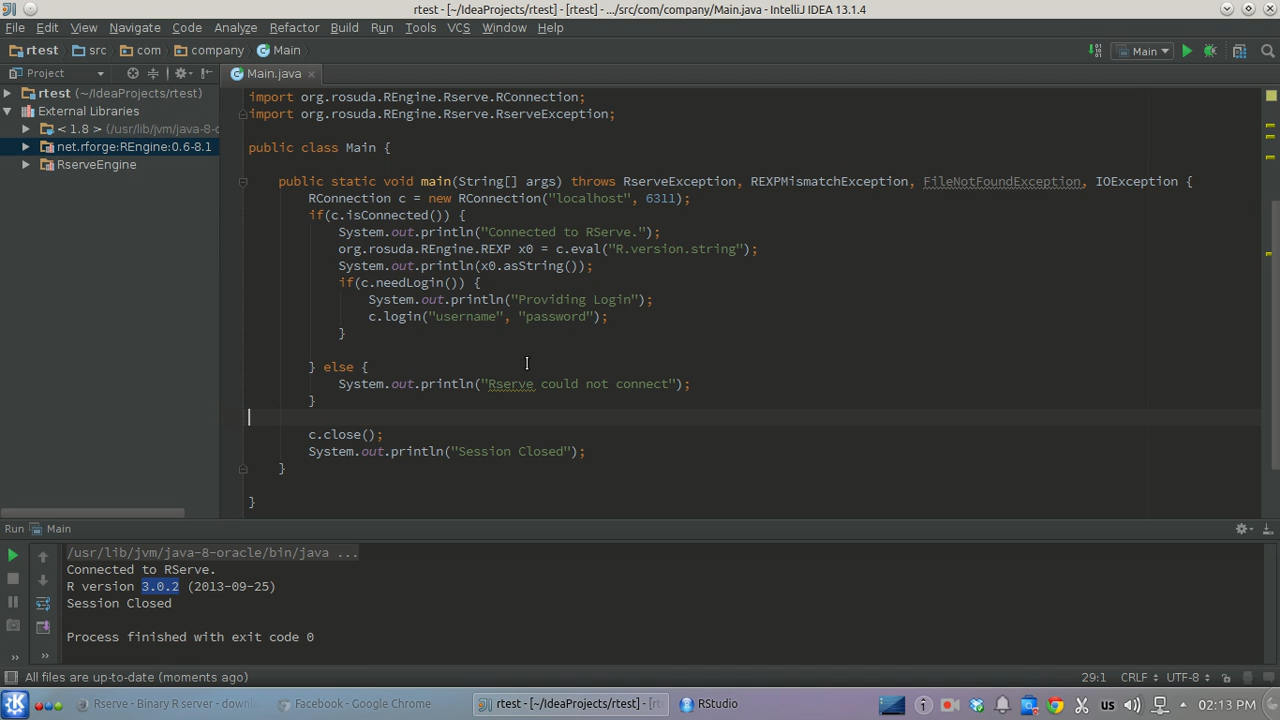 rtest - [~/IdeaProjects/rtest] - [rtest] - .../src/com/company/Main.java - IntelliJ IDEA 13.1.4
File Edit View Navigate Code Analyze Refactor Build Run Tools VCS Window Help
rtest src com company Main
Main
Project
Main.java
rtest (~/IdeaProjects/rtest)
External Libraries
< 1.8 > (/usr/lib/jvm/java-8-o
net.rforge:REngine:0.6-8.1
RserveEngine
import org.rosuda.REngine.Rserve.RConnection;
import org.rosuda.REngine.Rserve.RserveException;
public class Main {
public static void main(String[] args) throws RserveException, REXPMismatchException, FileNotFoundException, IOException {
RConnection c = new RConnection("localhost", 6311);
if(c.isConnected()) {
System.out.println("Connected to RServe.");
org.rosuda.REngine.REXP x0 = c.eval("R.version.string");
System.out.println(x0.asString());
if(c.needLogin()) {
System.out.println("Providing Login");
c.login("username", "password");
}
} else {
System.out.println("Rserve could not connect");
}
c.close();
System.out.println("Session Closed");
}
}
Run Main
/usr/lib/jvm/java-8-oracle/bin/java ...
Connected to RServe.
R version 3.0.2 (2013-09-25)
Session Closed
Process finished with exit code 0
All files are up-to-date (moments ago)
29:1 CRLF UTF-8
Rserve - Binary R server - downl
Facebook - Google Chrome
rtest - [~/IdeaProjects/rtest] - [rt
RStudio
us
02:13 PM